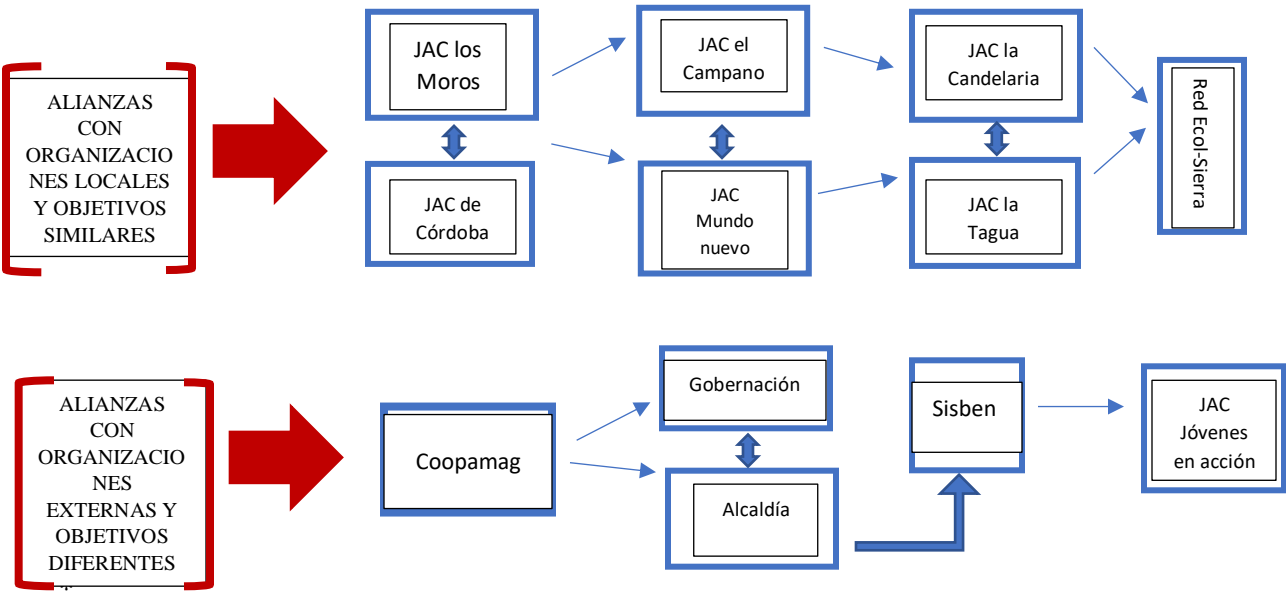 ALIANZAS
CON
ORGANIZACIO
NES LOCALES
Y OBJETIVOS
SIMILARES
JAC los
Moros
JAC de
Córdoba
JAC el
Campano
JAC
Mundo
nuevo
JAC la
Candelaria
JAC la
Tagua
Red Ecol-Sierra
ALIANZAS
CON
ORGANIZACIO
NES
EXTERNAS Y
OBJETIVOS
DIFERENTES
*
Coopamag
Gobernación
Alcaldía
Sisben
JAC
Jóvenes
en acción